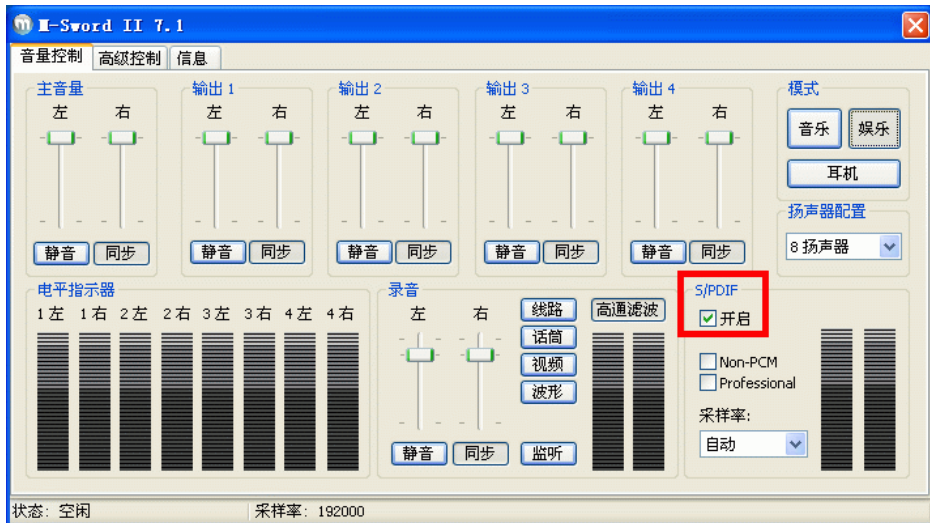 M-Sword II 7.1
音量控制 高级控制 信息
主音量 输出 1 输出 2 输出 3 输出 4 模式
左 右 左 右 左 右 左 右 左 右
音乐 娱乐
耳机
扬声器配置
8 扬声器
静音 同步 静音 同步 静音 同步 静音 同步 静音 同步
电平指示器 录音 S/PDIF
1左 1右 2左 2右 3左 3右 4左 4右 左 右 线路 高通滤波
开启
话筒
视频
Non-PCM
Professional
波形
采样率:
自动
静音 同步 监听
状态: 空闲 采样率: 192000